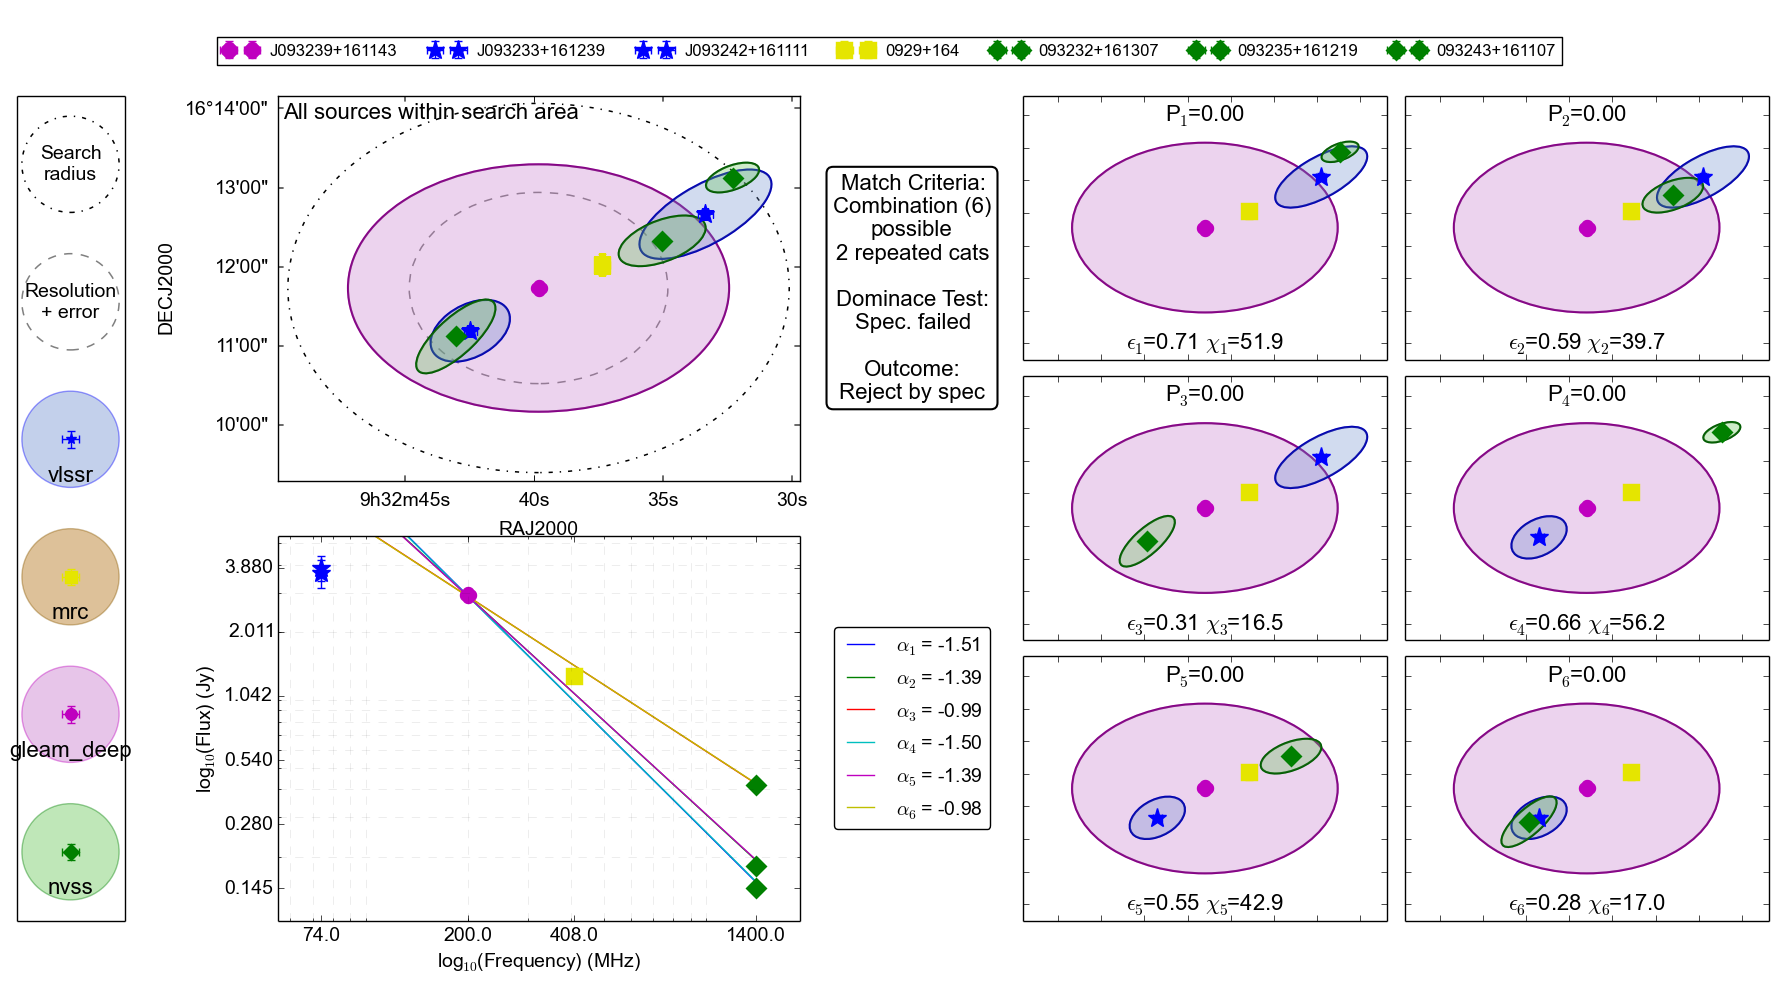 J093239+161143 J093233+161239 J093242+161111 0929+164 093232+161307 093235+161219 093243+161107
Search
radius
Resolution
+ error
vlssr
mrc
gleam_deep
nvss
All sources within search area
16°14'00"
13'00"
12'00"
11'00"
10'00"
DECJ2000
9h32m45s 40s 35s 30s
RAJ2000
Match Criteria:
Combination (6)
possible
2 repeated cats
Dominace Test:
Spec. failed
Outcome:
Reject by spec
3.880
2.011
1.042
0.540
0.280
0.145
log₁₀(Flux) (Jy)
74.0 200.0 408.0 1400.0
log₁₀(Frequency) (MHz)
α₁ = -1.51
α₂ = -1.39
α₃ = -0.99
α₄ = -1.50
α₅ = -1.39
α₆ = -0.98
P₁=0.00
ϵ₁=0.71 χ₁=51.9
P₂=0.00
ϵ₂=0.59 χ₂=39.7
P₃=0.00
ϵ₃=0.31 χ₃=16.5
P₄=0.00
ϵ₄=0.66 χ₄=56.2
P₅=0.00
ϵ₅=0.55 χ₅=42.9
P₆=0.00
ϵ₆=0.28 χ₆=17.0